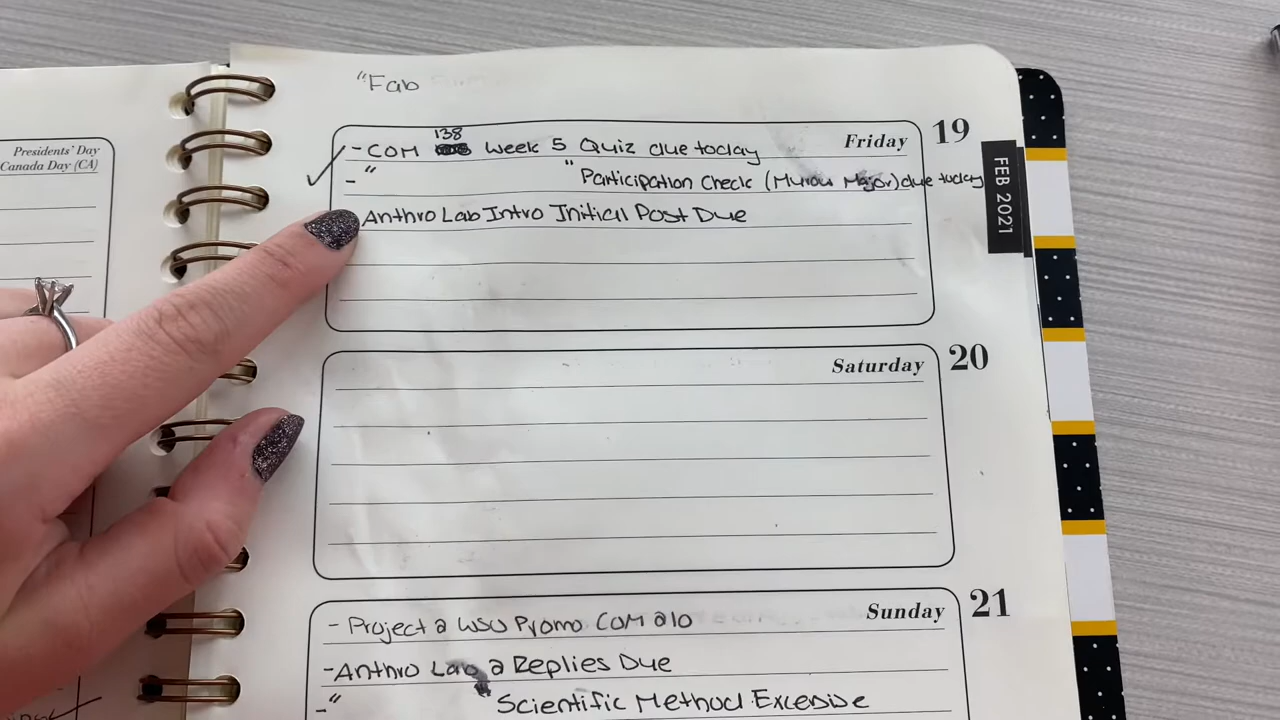 Presidents' Day
Canada Day (CA)
"Fab
Friday 19
138
- COM Week 5 Quiz due today
- " " Participation Check (Murow Major) due today
Anthro Lab Intro Initial Post Due
FEB 2021
Saturday 20
Sunday 21
- Project 2 WSU Promo COM 210
- Anthro Lab 2 Replies Due
- " " Scientific Method Excersive